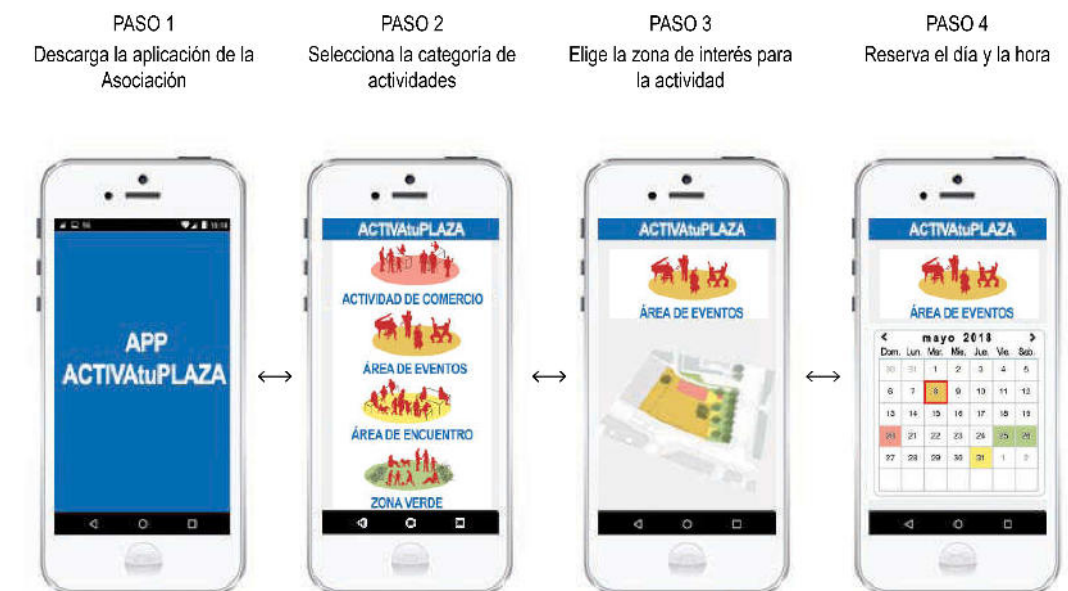 PASO 1
Descarga la aplicación de la
Asociación
PASO 2
Selecciona la categoría de
actividades
PASO 3
Elige la zona de interés para
la actividad
PASO 4
Reserva el día y la hora
APP
ACTIVAtuPLAZA
ACTIVAtuPLAZA
ACTIVIDAD DE COMERCIO
ÁREA DE EVENTOS
ÁREA DE ENCUENTRO
ZONA VERDE
ACTIVAtuPLAZA
ÁREA DE EVENTOS
ACTIVAtuPLAZA
ÁREA DE EVENTOS
mayo 2018
Dom. Lun. Mar. Mie. Jue. Vie. Sab.
30 31 1 2 3 4 5
6 7 8 9 10 11 12
13 14 15 16 17 18 19
20 21 22 23 24 25 26
27 28 29 30 31 1 2